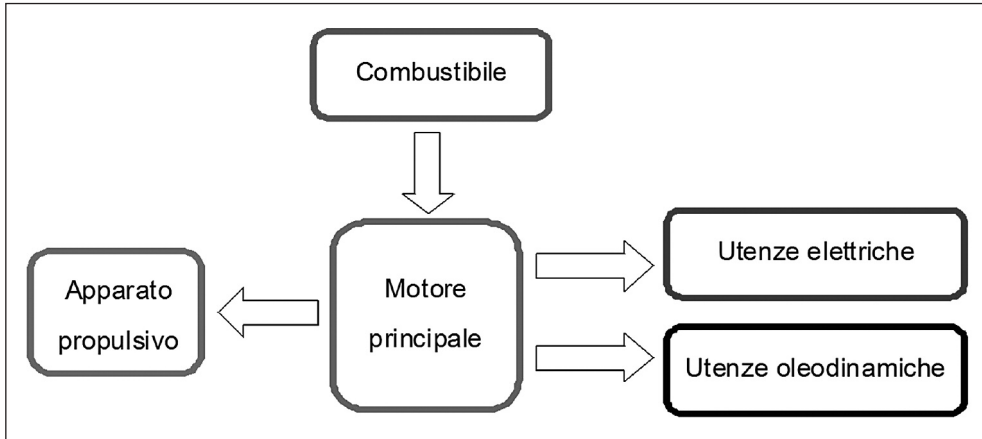 Combustibile
Motore
principale
Apparato
propulsivo
Utenze elettriche
Utenze oleodinamiche